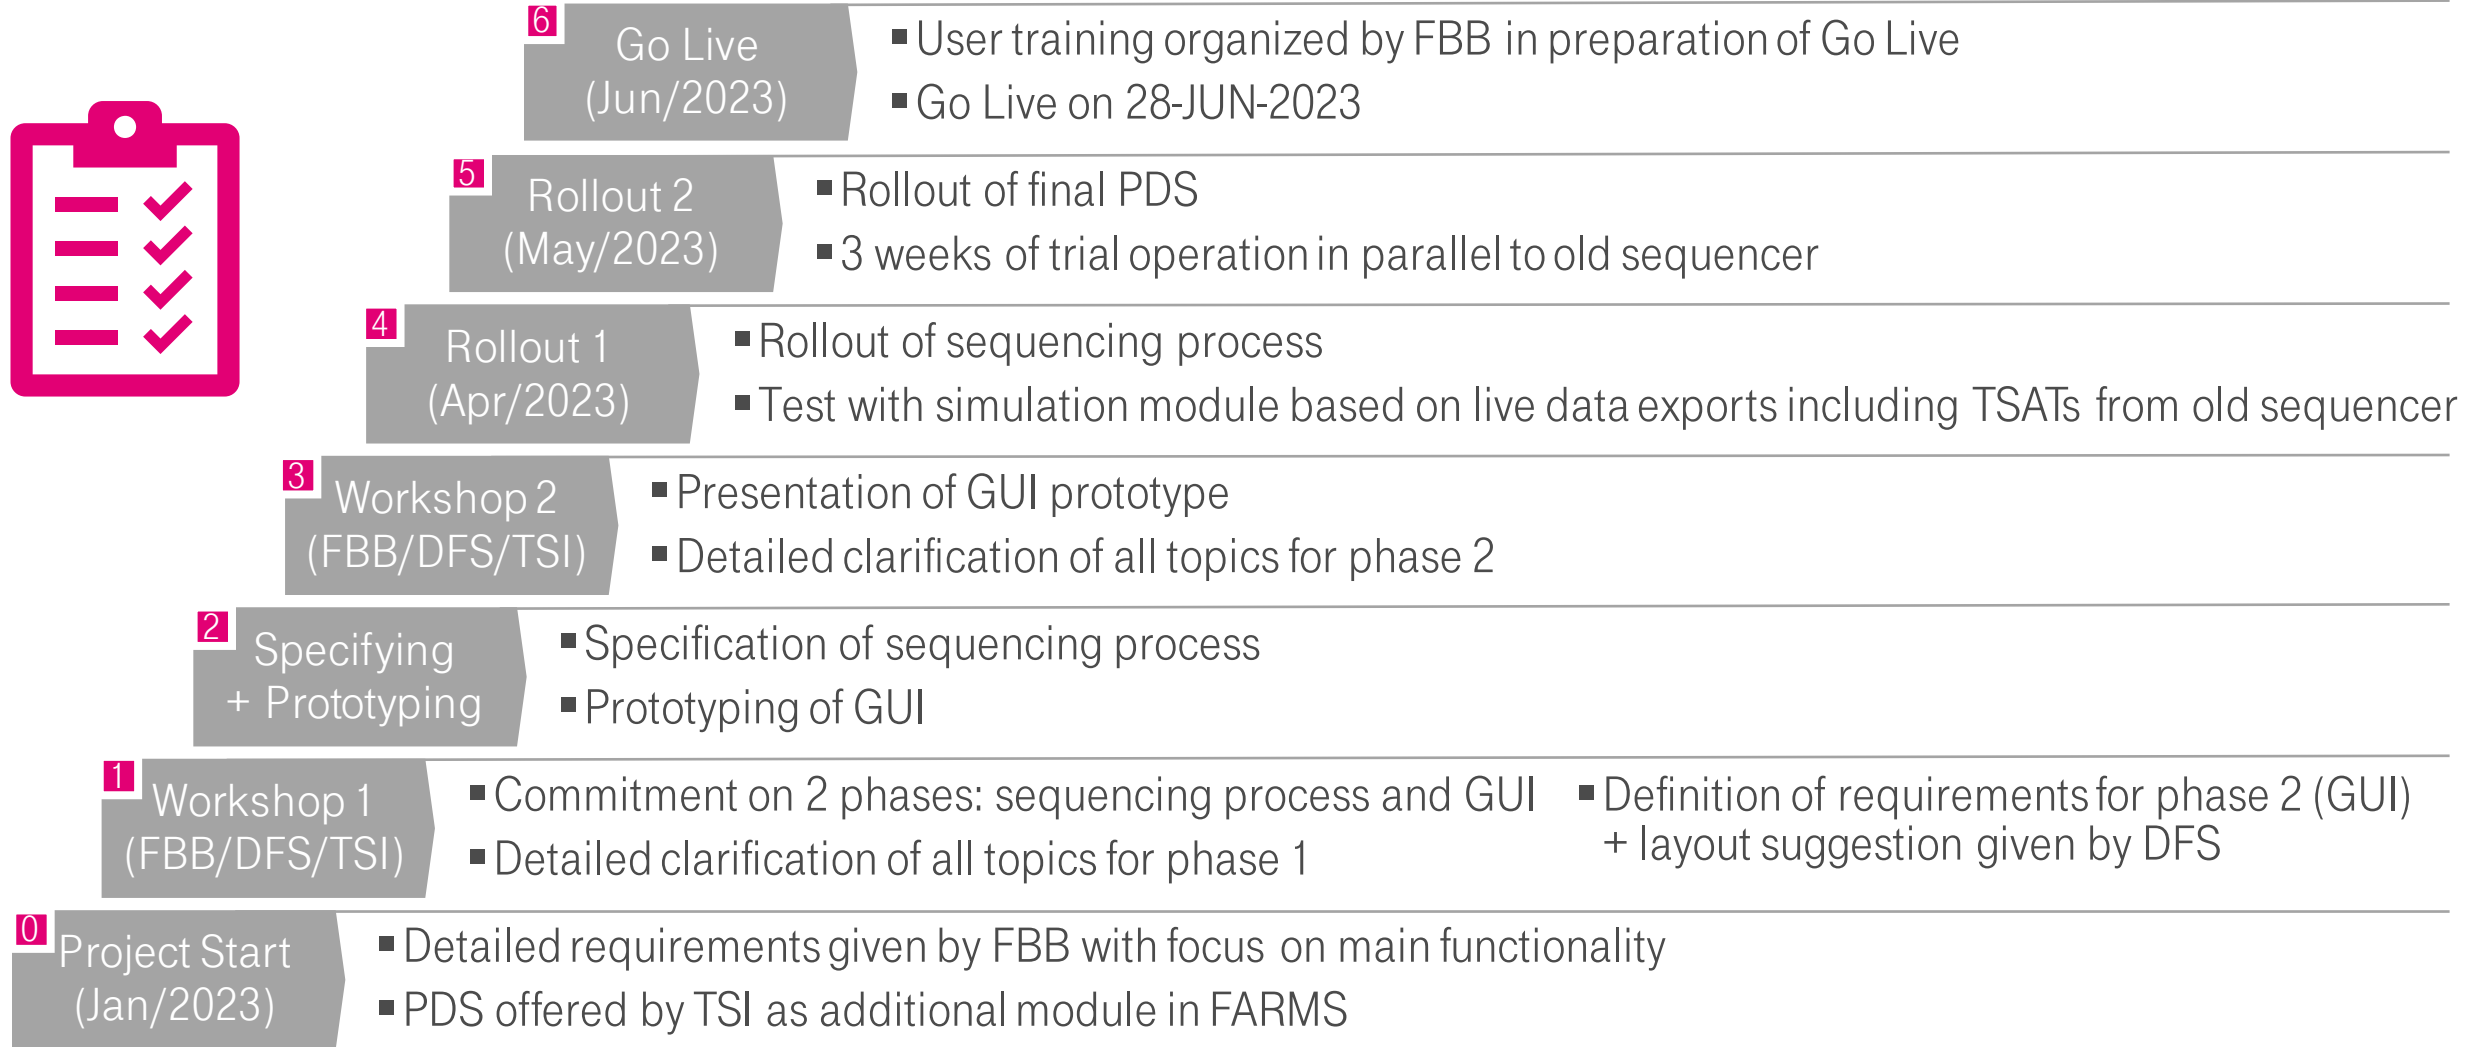 6
Go Live
(Jun/2023)
▪ User training organized by FBB in preparation of Go Live
▪ Go Live on 28-JUN-2023
5
Rollout 2
(May/2023)
▪ Rollout of final PDS
▪ 3 weeks of trial operation in parallel to old sequencer
4
Rollout 1
(Apr/2023)
▪ Rollout of sequencing process
▪ Test with simulation module based on live data exports including TSATs from old sequencer
3
Workshop 2
(FBB/DFS/TSI)
▪ Presentation of GUI prototype
▪ Detailed clarification of all topics for phase 2
2
Specifying
+ Prototyping
▪ Specification of sequencing process
▪ Prototyping of GUI
1
Workshop 1
(FBB/DFS/TSI)
▪ Commitment on 2 phases: sequencing process and GUI
▪ Detailed clarification of all topics for phase 1
▪ Definition of requirements for phase 2 (GUI)
+ layout suggestion given by DFS
0
Project Start
(Jan/2023)
▪ Detailed requirements given by FBB with focus on main functionality
▪ PDS offered by TSI as additional module in FARMS